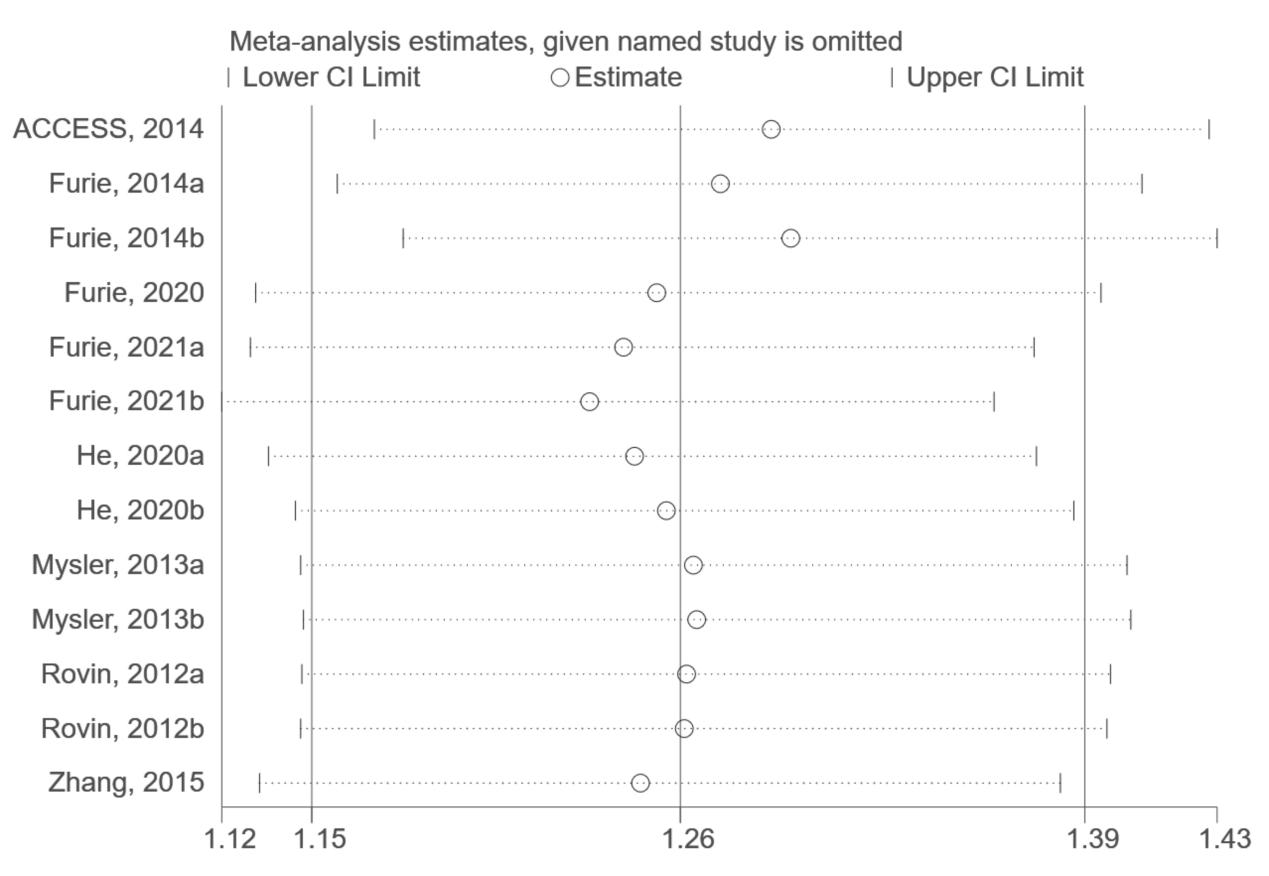 Meta-analysis estimates, given named study is omitted
| Lower CI Limit ○ Estimate | Upper CI Limit
ACCESS, 2014
Furie, 2014a
Furie, 2014b
Furie, 2020
Furie, 2021a
Furie, 2021b
He, 2020a
He, 2020b
Mysler, 2013a
Mysler, 2013b
Rovin, 2012a
Rovin, 2012b
Zhang, 2015
1.12 1.15 1.26 1.39 1.43